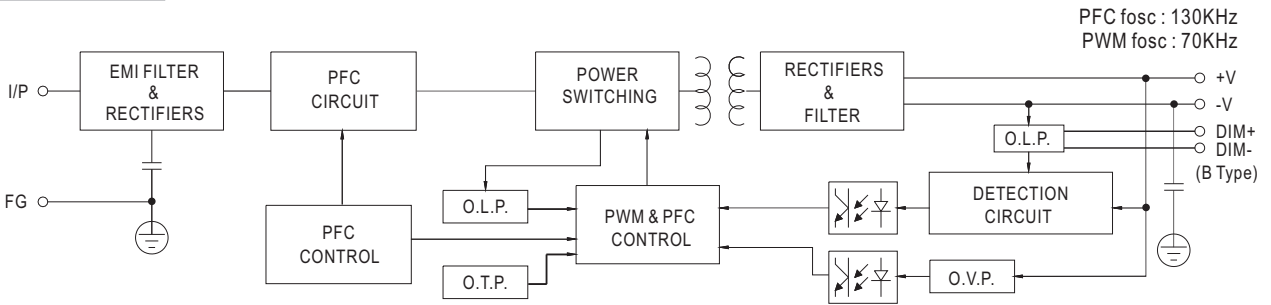 PFC fosc : 130KHz
PWM fosc : 70KHz
I/P
EMI FILTER
&
RECTIFIERS
PFC
CIRCUIT
POWER
SWITCHING
RECTIFIERS
&
FILTER
+V
-V
DIM+
DIM-
(B Type)
O.L.P.
DETECTION
CIRCUIT
FG
O.L.P.
PFC
CONTROL
PWM & PFC
CONTROL
O.T.P.
O.V.P.